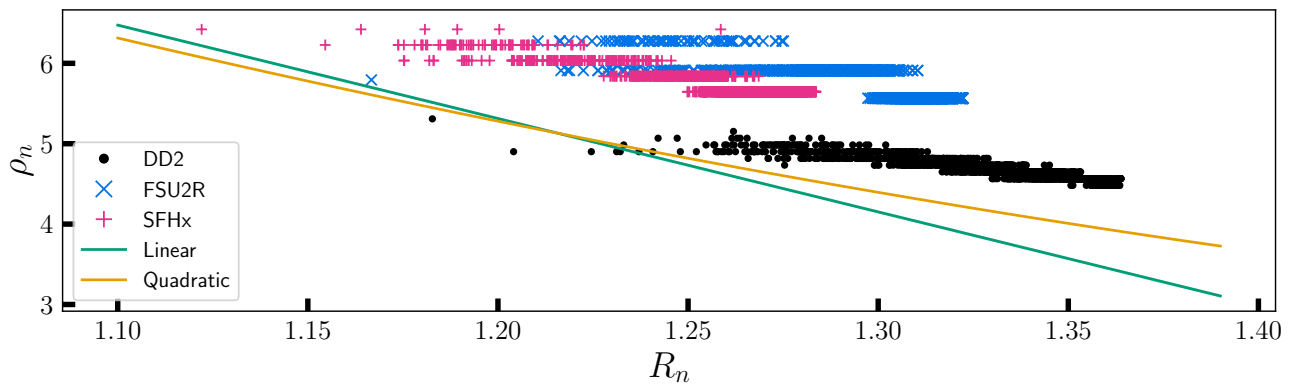 ρₙ
6
5
4
3
DD2
FSU2R
SFHx
Linear
Quadratic
1.10 1.15 1.20 1.25 1.30 1.35 1.40
Rₙ